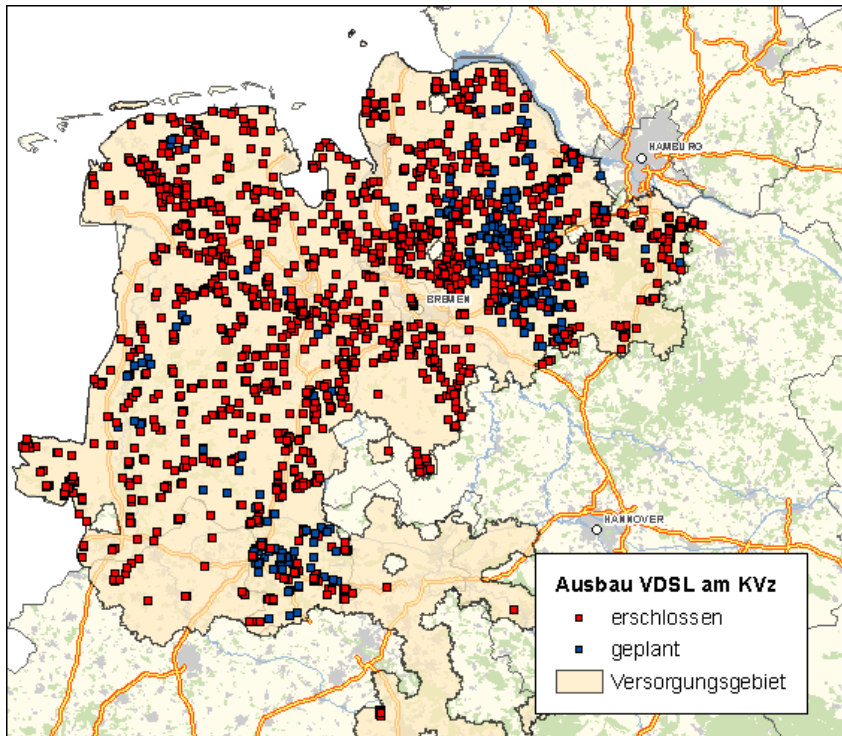 HAMBURG
BREMEN
HANNOVER
Ausbau VDSL am KVz
erschlossen
geplant
Versorgungsgebiet